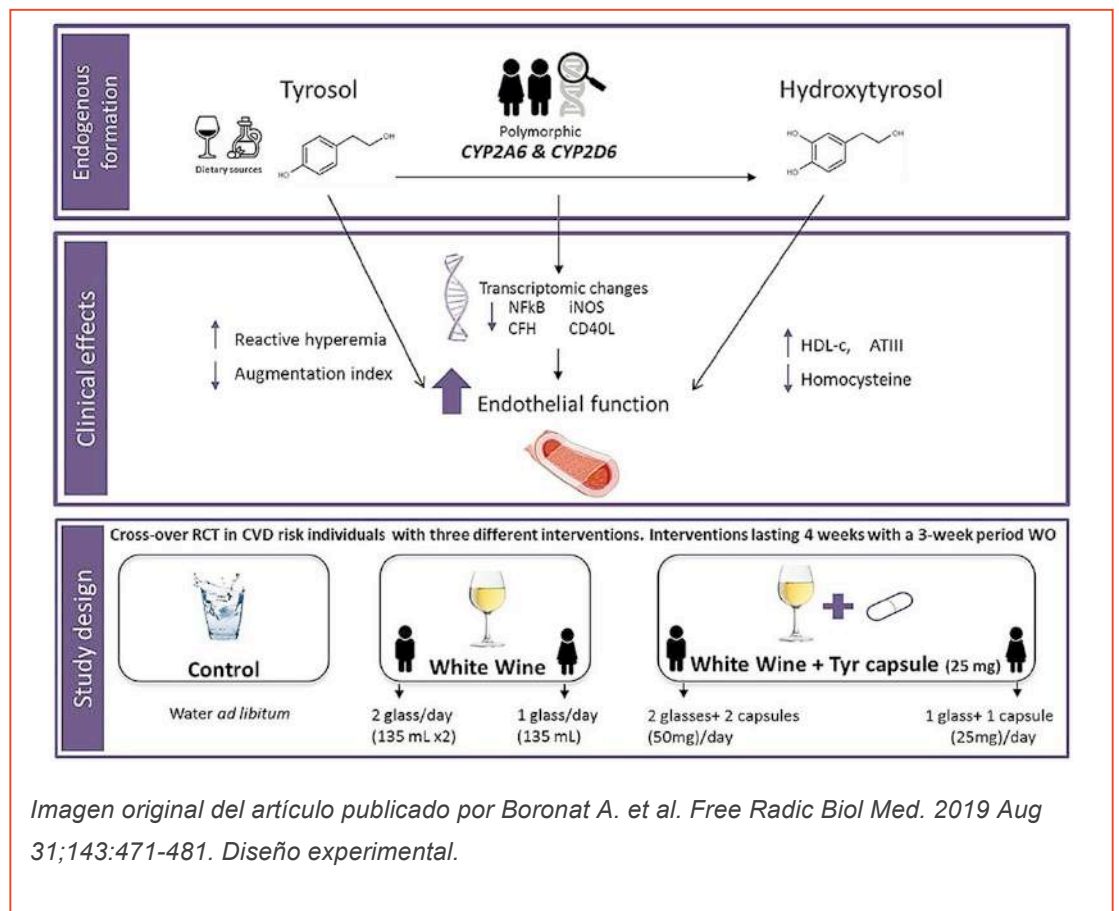 Endogenous
formation
Tyrosol
Dietary sources
HO
OH
Polymorphic
CYP2A6 & CYP2D6
Hydroxytyrosol
HO
HO
OH
Clinical effects
Reactive hyperemia
Augmentation index
Transcriptomic changes
NFkB iNOS
CFH CD40L
Endothelial function
HDL-c, ATIII
Homocysteine
Study design
Cross-over RCT in CVD risk individuals with three different interventions. Interventions lasting 4 weeks with a 3-week period WO
Control
Water ad libitum
White Wine
2 glass/day
(135 mL x2)
1 glass/day
(135 mL)
White Wine + Tyr capsule (25 mg)
2 glasses+ 2 capsules
(50mg)/day
1 glass+ 1 capsule
(25mg)/day
Imagen original del artículo publicado por Boronat A. et al. Free Radic Biol Med. 2019 Aug
31;143:471-481. Diseño experimental.